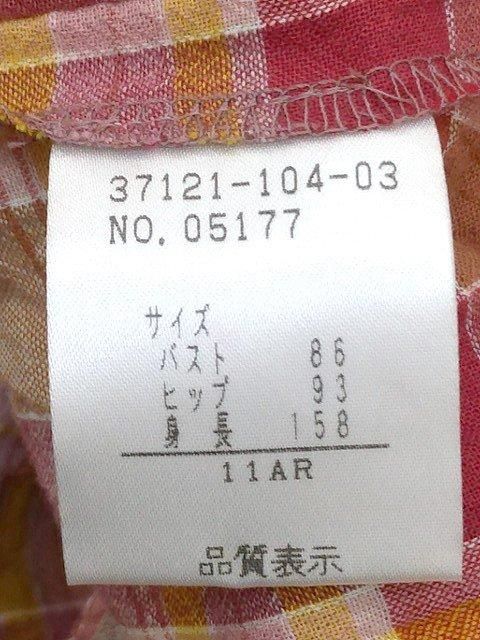 37121-104-03
NO. 05177
サイズ
バスト 86
ヒップ 93
身長 158
11AR
品質表示